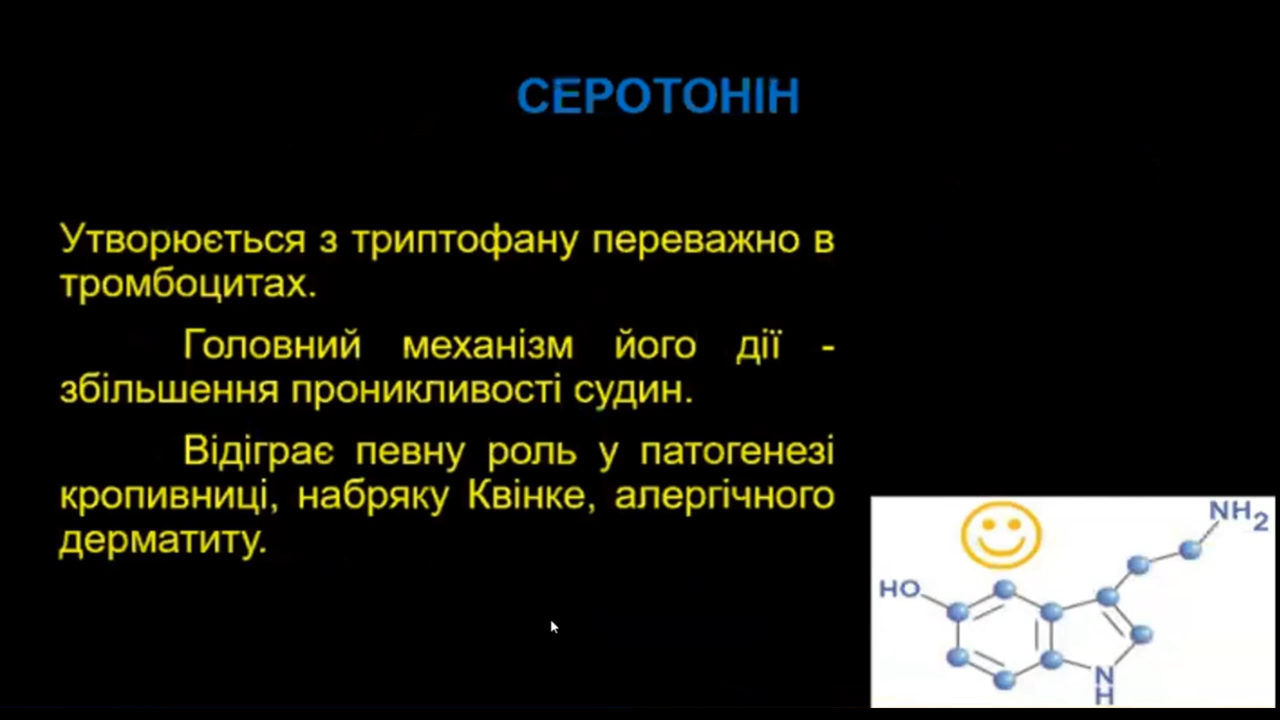 СЕРОТОНІН
Утворюється з триптофану переважно в
тромбоцитах.
Головний механізм його дії -
збільшення проникливості судин.
Відіграє певну роль у патогенезі
кропивниці, набряку Квінке, алергічного
дерматиту.
NH2
HO
N
H